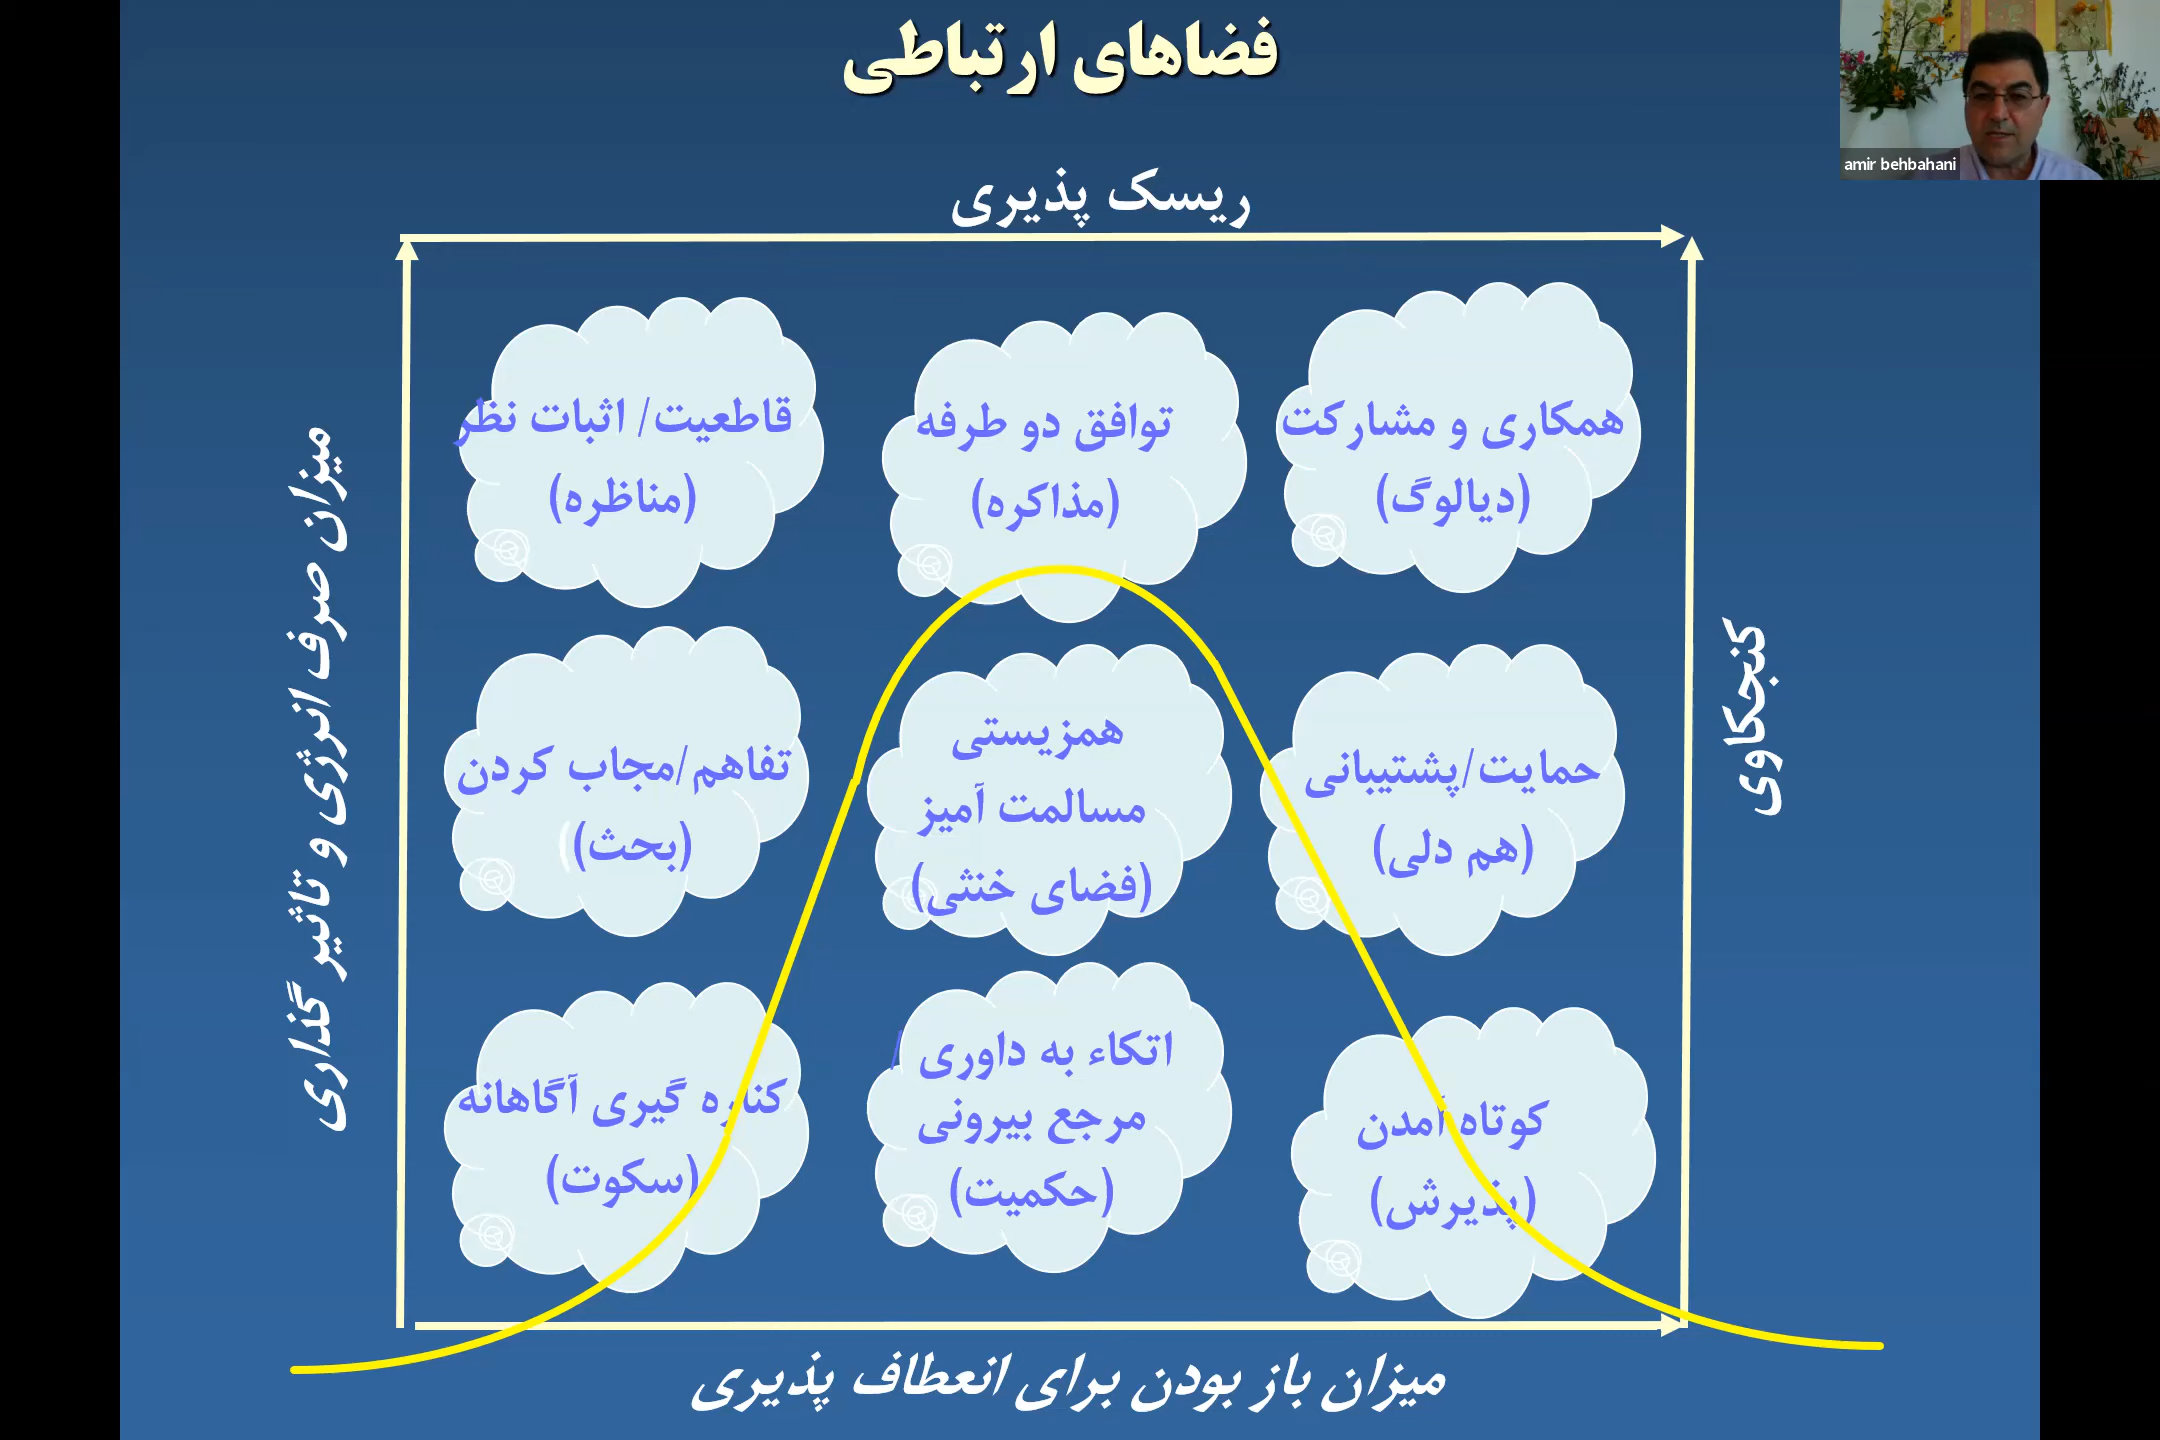 فضاهای ارتباطی
amir behbahani
ریسک پذیری
همکاری و مشارکت
(دیالوگ)
توافق دو طرفه
(مذاکره)
قاطعیت/ اثبات نظر
(مناظره)
حمایت/پشتیبانی
(هم دلی)
همزیستی
مسالمت آمیز
(فضای خنثی)
تفاهم/مجاب کردن
(بحث)
کوتاه آمدن
(پذیرش)
اتکاء به داوری /
مرجع بیرونی
(حکمیت)
کناره گیری آگاهانه
(سکوت)
کنجکاوی
میزان صرف انرژی و تاثیر گذاری
میزان باز بودن برای انعطاف پذیری